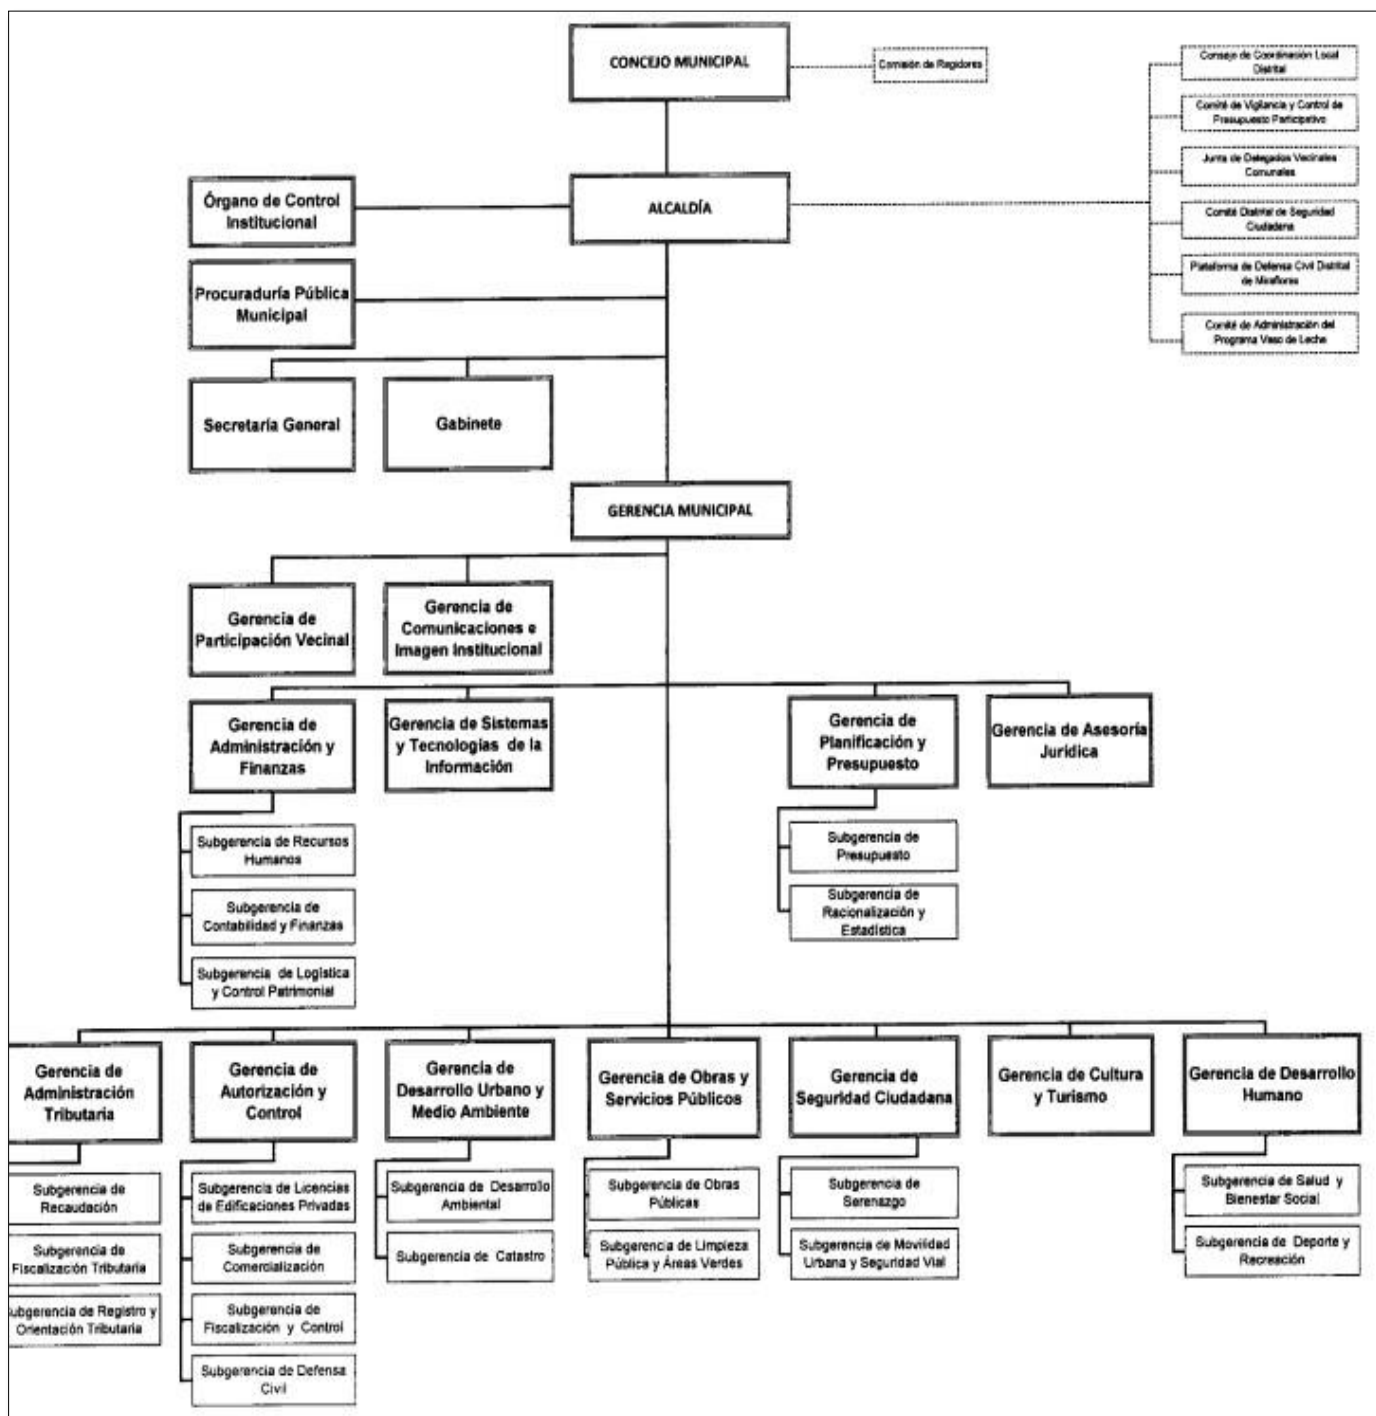 CONCEJO MUNICIPAL
Comisión de Regidores
Consejo de Coordinación Local
Distrital
Comité de Vigilancia y Control de
Presupuesto Participativo
Junta de Delegados Vecinales
Comunales
Comité Distrital de Seguridad
Ciudadana
Plataforma de Defensa Civil Distrital
de Miraflores
Comité de Administración del
Programa Vaso de Leche
Órgano de Control
Institucional
ALCALDÍA
Procuraduría Pública
Municipal
Secretaría General
Gabinete
GERENCIA MUNICIPAL
Gerencia de
Participación Vecinal
Gerencia de
Comunicaciones e
Imagen Institucional
Gerencia de
Administración y
Finanzas
Gerencia de Sistemas
y Tecnologías de la
Información
Gerencia de
Planificación y
Presupuesto
Gerencia de Asesoría
Jurídica
Subgerencia de Recursos
Humanos
Subgerencia de
Contabilidad y Finanzas
Subgerencia de Logística
y Control Patrimonial
Subgerencia de
Presupuesto
Subgerencia de
Racionalización y
Estadística
Gerencia de
Administración
Tributaria
Gerencia de
Autorización y
Control
Gerencia de
Desarrollo Urbano y
Medio Ambiente
Gerencia de Obras y
Servicios Públicos
Gerencia de
Seguridad Ciudadana
Gerencia de Cultura
y Turismo
Gerencia de Desarrollo
Humano
Subgerencia de
Recaudación
Subgerencia de
Fiscalización Tributaria
Subgerencia de Registro y
Orientación Tributaria
Subgerencia de Licencias
de Edificaciones Privadas
Subgerencia de
Comercialización
Subgerencia de
Fiscalización y Control
Subgerencia de Defensa
Civil
Subgerencia de Desarrollo
Ambiental
Subgerencia de Catastro
Subgerencia de Obras
Públicas
Subgerencia de Limpieza
Pública y Áreas Verdes
Subgerencia de
Serenazgo
Subgerencia de Movilidad
Urbana y Seguridad Vial
Subgerencia de Salud y
Bienestar Social
Subgerencia de Deporte y
Recreación